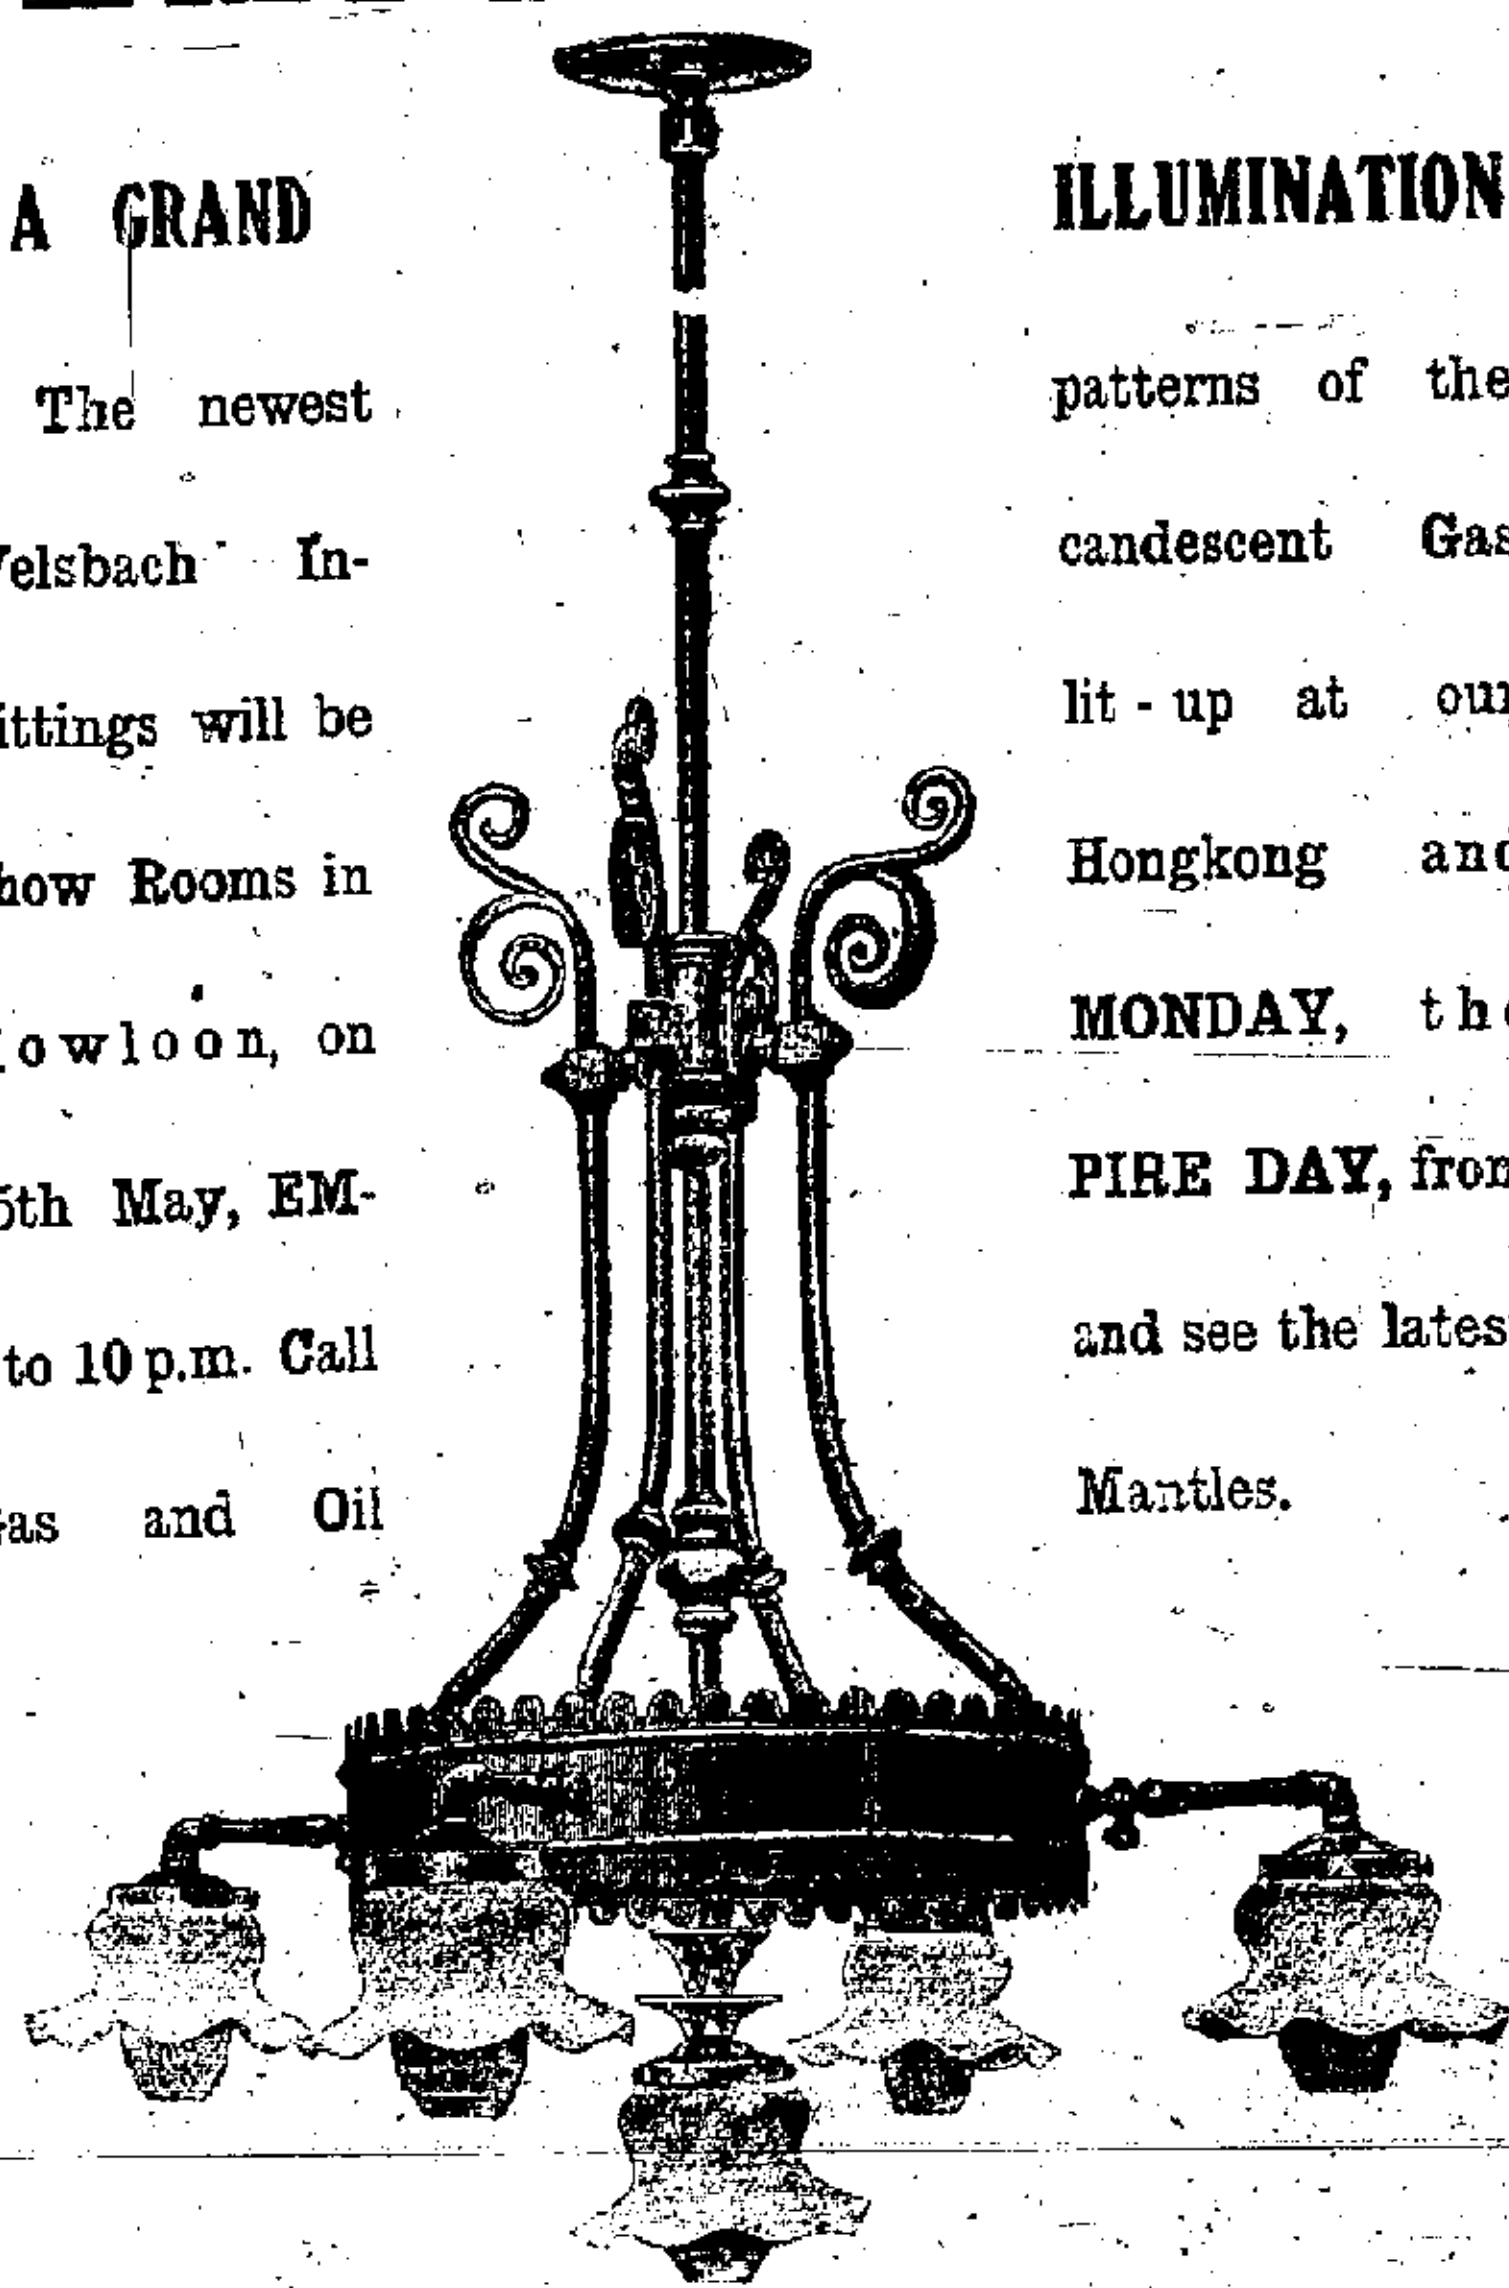 A GRAND ILLUMINATION
The newest patterns of the
elsbach In- candescent Gas
ittings will be lit-up at our
how Rooms in Hongkong and
owloon, on MONDAY, the
5th May, EM- PIRE DAY, from
to 10 p.m. Call and see the latest
as and Oil Mantles.